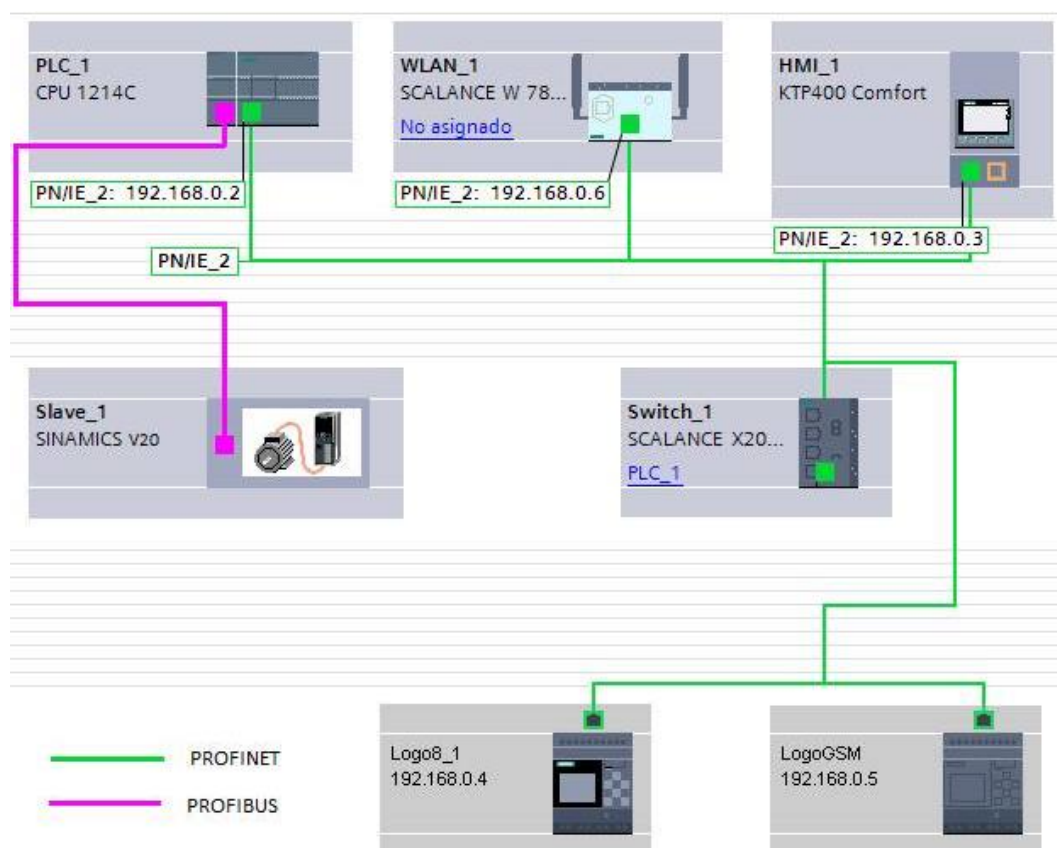 PLC_1
CPU 1214C
WLAN_1
SCALANCE W 78...
No asignado
HMI_1
KTP400 Comfort
PN/IE_2: 192.168.0.2
PN/IE_2: 192.168.0.6
PN/IE_2: 192.168.0.3
PN/IE_2
Slave_1
SINAMICS V20
Switch_1
SCALANCE X20...
PLC_1
Logo8_1
192.168.0.4
LogoGSM
192.168.0.5
PROFINET
PROFIBUS